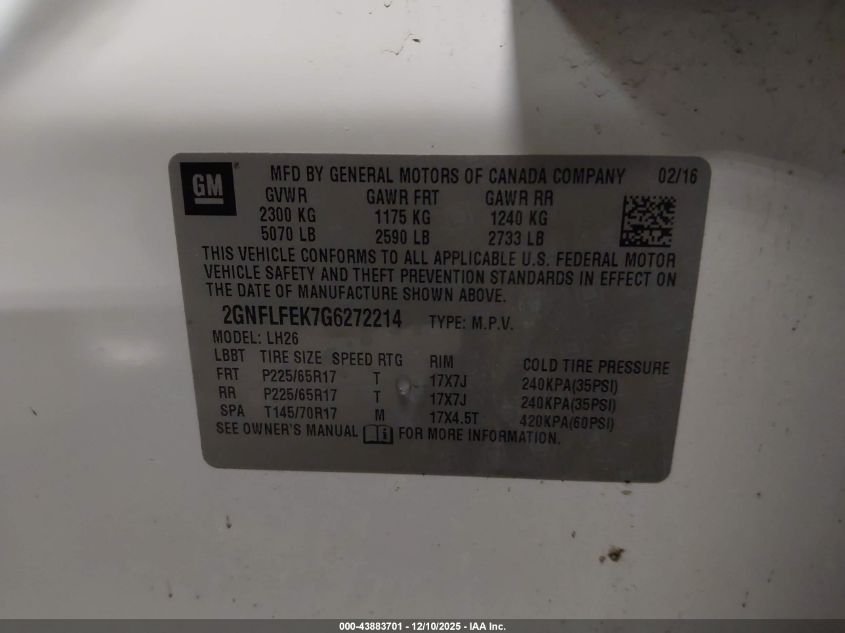 GM
MFD BY GENERAL MOTORS OF CANADA COMPANY 02/16
GVWR GAWR FRT GAWR RR
2300 KG 1175 KG 1240 KG
5070 LB 2590 LB 2733 LB
THIS VEHICLE CONFORMS TO ALL APPLICABLE U.S. FEDERAL MOTOR
VEHICLE SAFETY AND THEFT PREVENTION STANDARDS IN EFFECT ON
THE DATE OF MANUFACTURE SHOWN ABOVE.
2GNFLFEK7G6272214 TYPE: M.P.V.
MODEL: LH26
LBBT TIRE SIZE SPEED RTG RIM COLD TIRE PRESSURE
FRT P225/65R17 T 17X7J 240KPA(35PSI)
RR P225/65R17 T 17X7J 240KPA(35PSI)
SPA T145/70R17 M 17X4.5T 420KPA(60PSI)
SEE OWNER'S MANUAL FOR MORE INFORMATION.
000-43883701 - 12/10/2025 - IAA Inc.